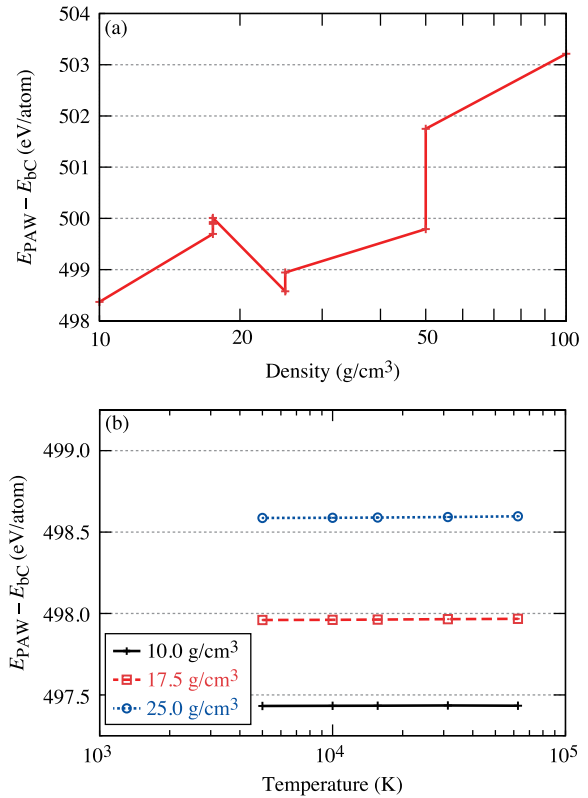 (a)
504
503
502
501
500
499
498
E_PAW − E_bC (eV/atom)
10 20 50 100
Density (g/cm³)
(b)
499.0
498.5
498.0
497.5
E_PAW − E_bC (eV/atom)
10.0 g/cm³
17.5 g/cm³
25.0 g/cm³
10³ 10⁴ 10⁵
Temperature (K)